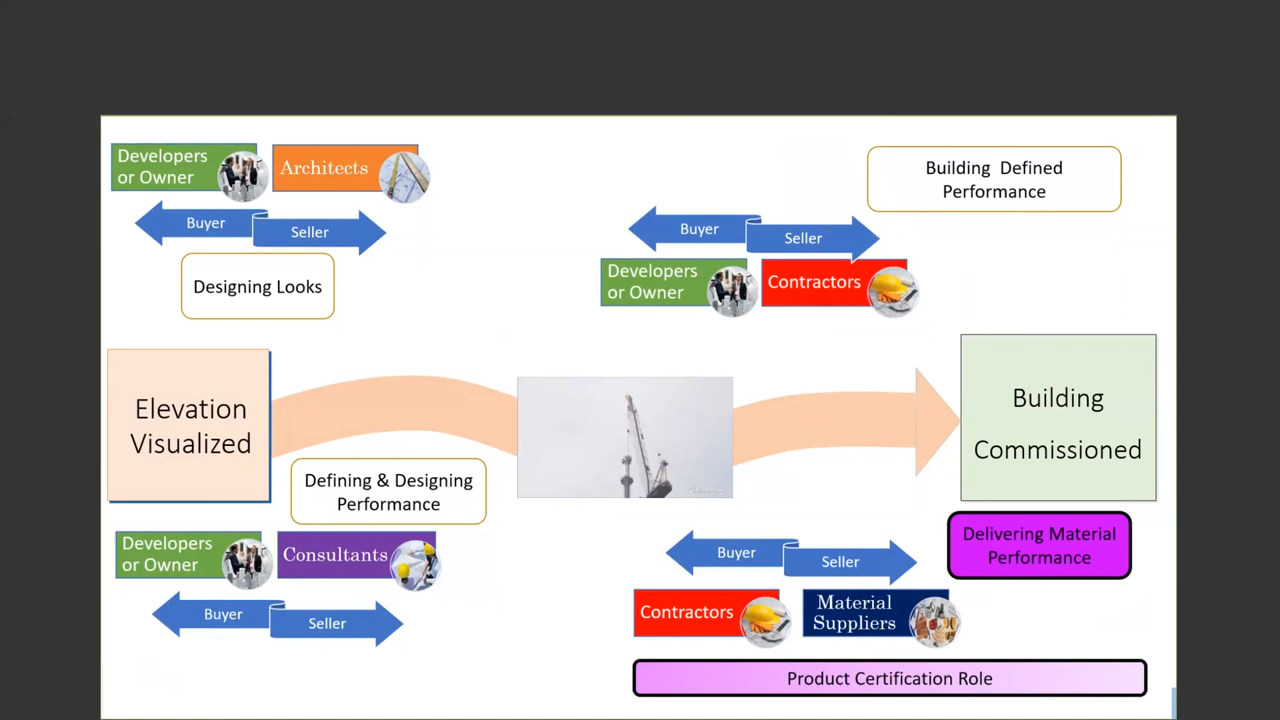 Developers
or Owner
Architects
Buyer
Seller
Designing Looks
Building Defined
Performance
Buyer
Seller
Developers
or Owner
Contractors
Elevation
Visualized
Building
Commissioned
Defining & Designing
Performance
Developers
or Owner
Consultants
Buyer
Seller
Delivering Material
Performance
Buyer
Seller
Contractors
Material
Suppliers
Product Certification Role